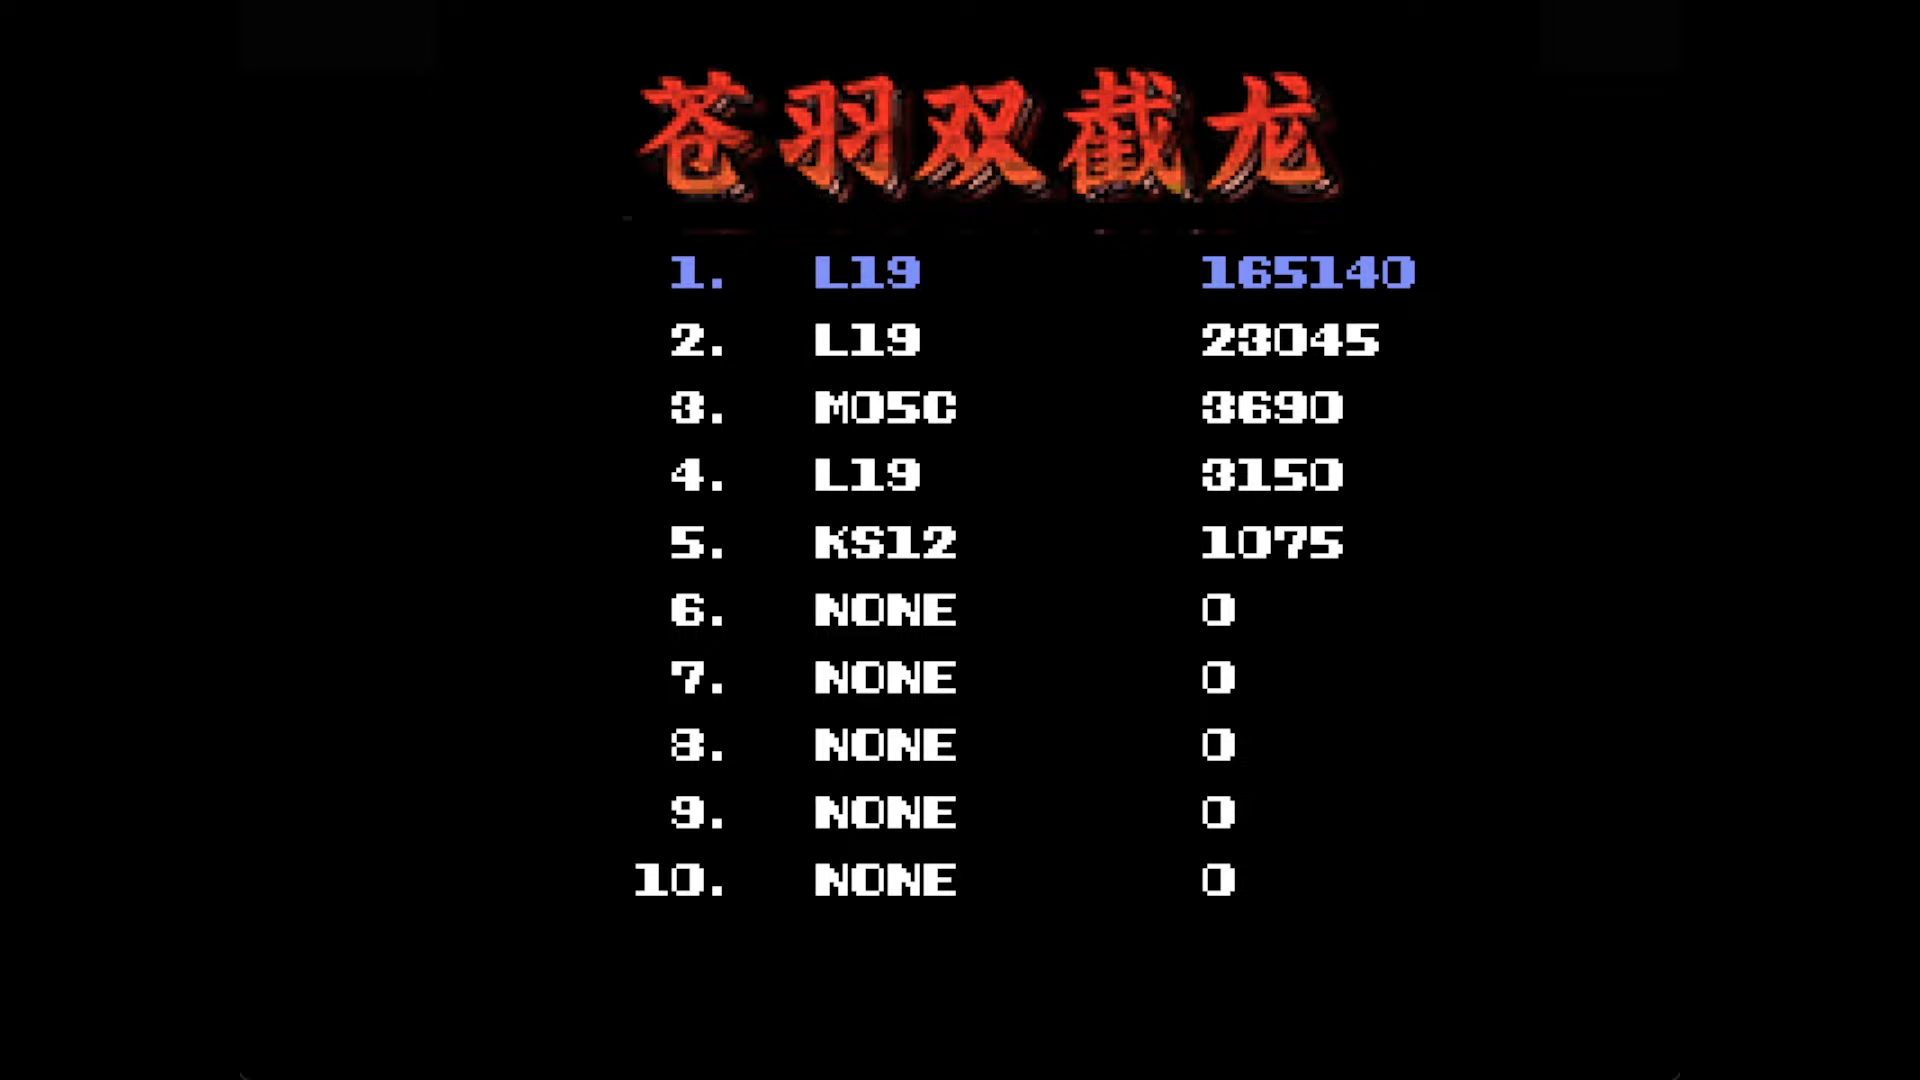 苍羽双截龙
1. L19 165140
2. L19 23045
3. M05C 3690
4. L19 3150
5. KS12 1075
6. NONE 0
7. NONE 0
8. NONE 0
9. NONE 0
10. NONE 0